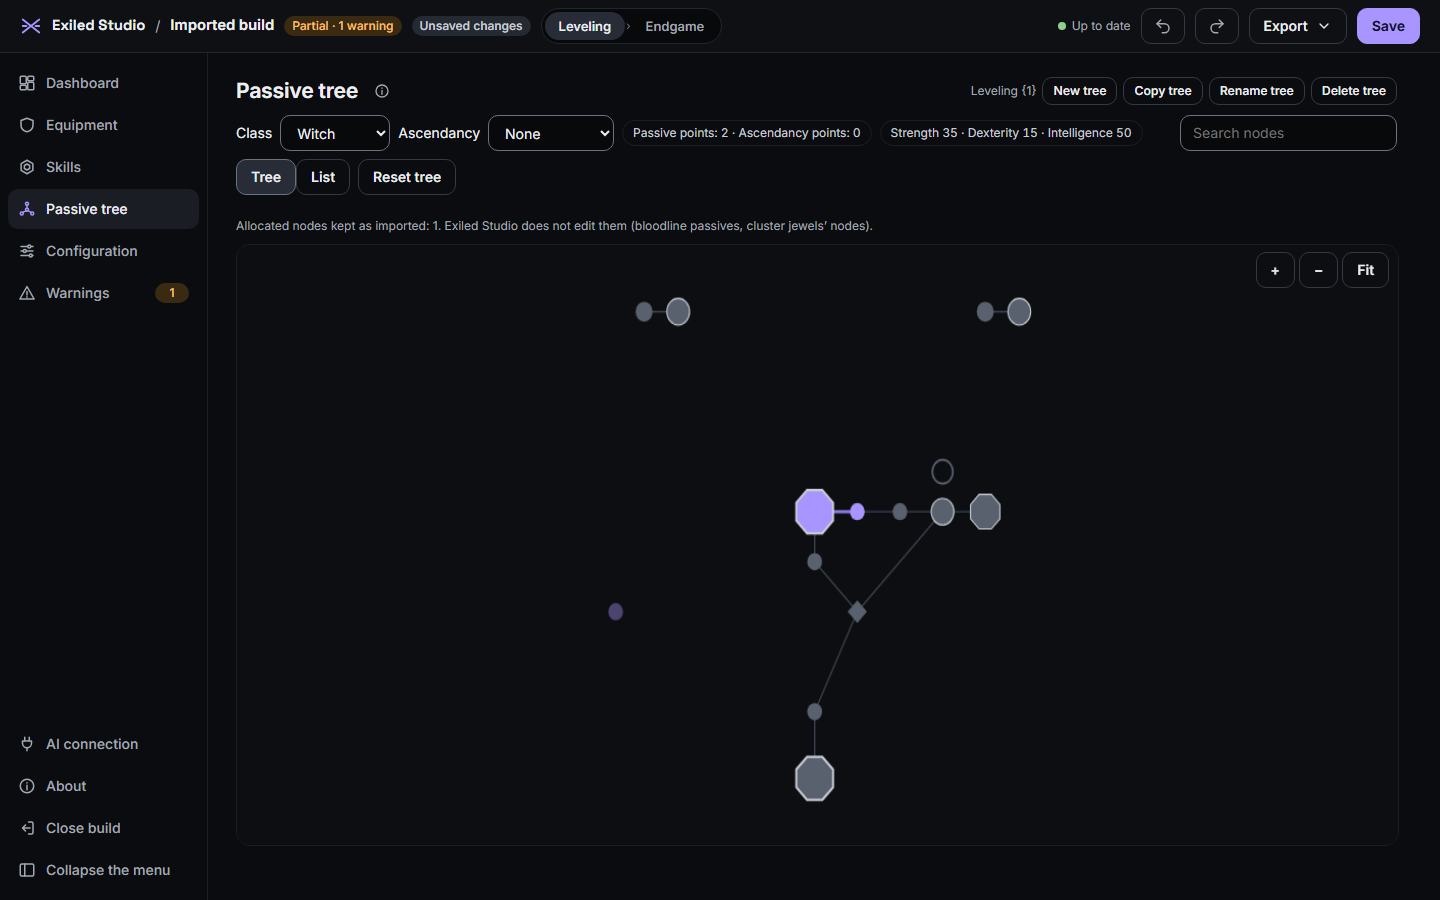 Exiled Studio / Imported build Partial · 1 warning Unsaved changes Leveling › Endgame Up to date Export Save
Dashboard
Equipment
Skills
Passive tree
Configuration
Warnings 1
AI connection
About
Close build
Collapse the menu
Passive tree Leveling {1} New tree Copy tree Rename tree Delete tree
Class Witch Ascendancy None Passive points: 2 · Ascendancy points: 0 Strength 35 · Dexterity 15 · Intelligence 50 Search nodes
Tree List Reset tree
Allocated nodes kept as imported: 1. Exiled Studio does not edit them (bloodline passives, cluster jewels’ nodes).
+ − Fit